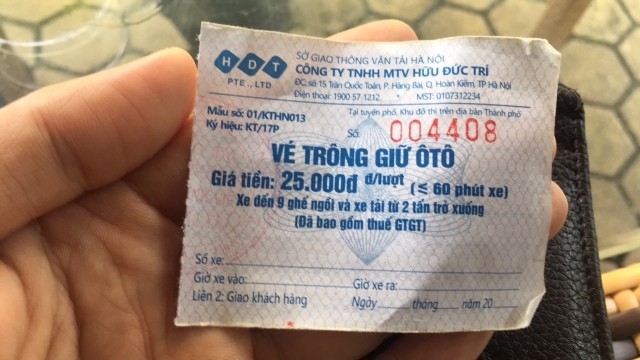 HDT
PTE., LTD
SỞ GIAO THÔNG VẬN TẢI HÀ NỘI
CÔNG TY TNHH MTV HỮU ĐỨC TRÍ
ĐC: số 15 Trần Quốc Toản, P. Hàng Bài, Q. Hoàn Kiếm, TP Hà Nội
Điện thoại: 1900 57 1212 * MST: 0107312234
Mẫu số: 01/KTHN013
Ký hiệu: KT/17P
Tại tuyến phố, Khu đô thị trên địa bàn Thành phố
Số: 004408
VÉ TRÔNG GIỮ ÔTÔ
Giá tiền: 25.000đ đ/lượt (≤ 60 phút xe)
Xe đến 9 ghế ngồi và xe tải từ 2 tấn trở xuống
(Đã bao gồm thuế GTGT)
Số xe:
Giờ xe vào: Giờ xe ra:
Liên 2: Giao khách hàng Ngày tháng năm 20